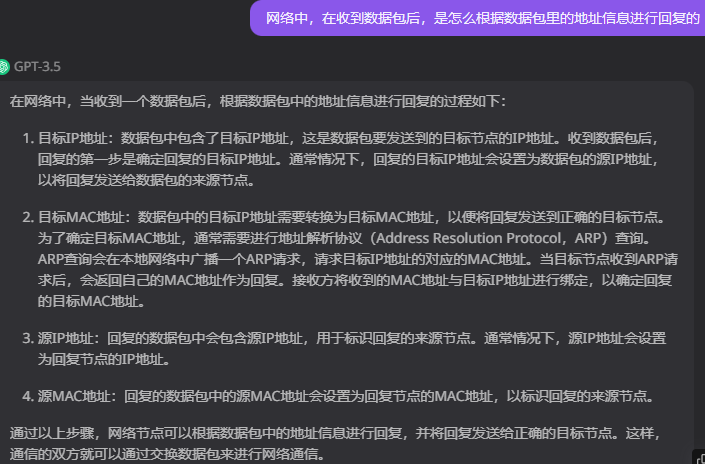 网络中，在收到数据包后，是怎么根据数据包里的地址信息进行回复的
GPT-3.5
在网络中，当收到一个数据包后，根据数据包中的地址信息进行回复的过程如下：
1. 目标IP地址：数据包中包含了目标IP地址，这是数据包要发送到的目标节点的IP地址。收到数据包后，
回复的第一步是确定回复的目标IP地址。通常情况下，回复的目标IP地址会设置为数据包的源IP地址，
以将回复发送给数据包的来源节点。
2. 目标MAC地址：数据包中的目标IP地址需要转换为目标MAC地址，以便将回复发送到正确的目标节点。
为了确定目标MAC地址，通常需要进行地址解析协议（Address Resolution Protocol，ARP）查询。
ARP查询会在本地网络中广播一个ARP请求，请求目标IP地址的对应的MAC地址。当目标节点收到ARP请
求后，会返回自己的MAC地址作为回复。接收方将收到的MAC地址与目标IP地址进行绑定，以确定回复
的目标MAC地址。
3. 源IP地址：回复的数据包中会包含源IP地址，用于标识回复的来源节点。通常情况下，源IP地址会设置
为回复节点的IP地址。
4. 源MAC地址：回复的数据包中的源MAC地址会设置为回复节点的MAC地址，以标识回复的来源节点。
通过以上步骤，网络节点可以根据数据包中的地址信息进行回复，并将回复发送给正确的目标节点。这样，
通信的双方就可以通过交换数据包来进行网络通信。